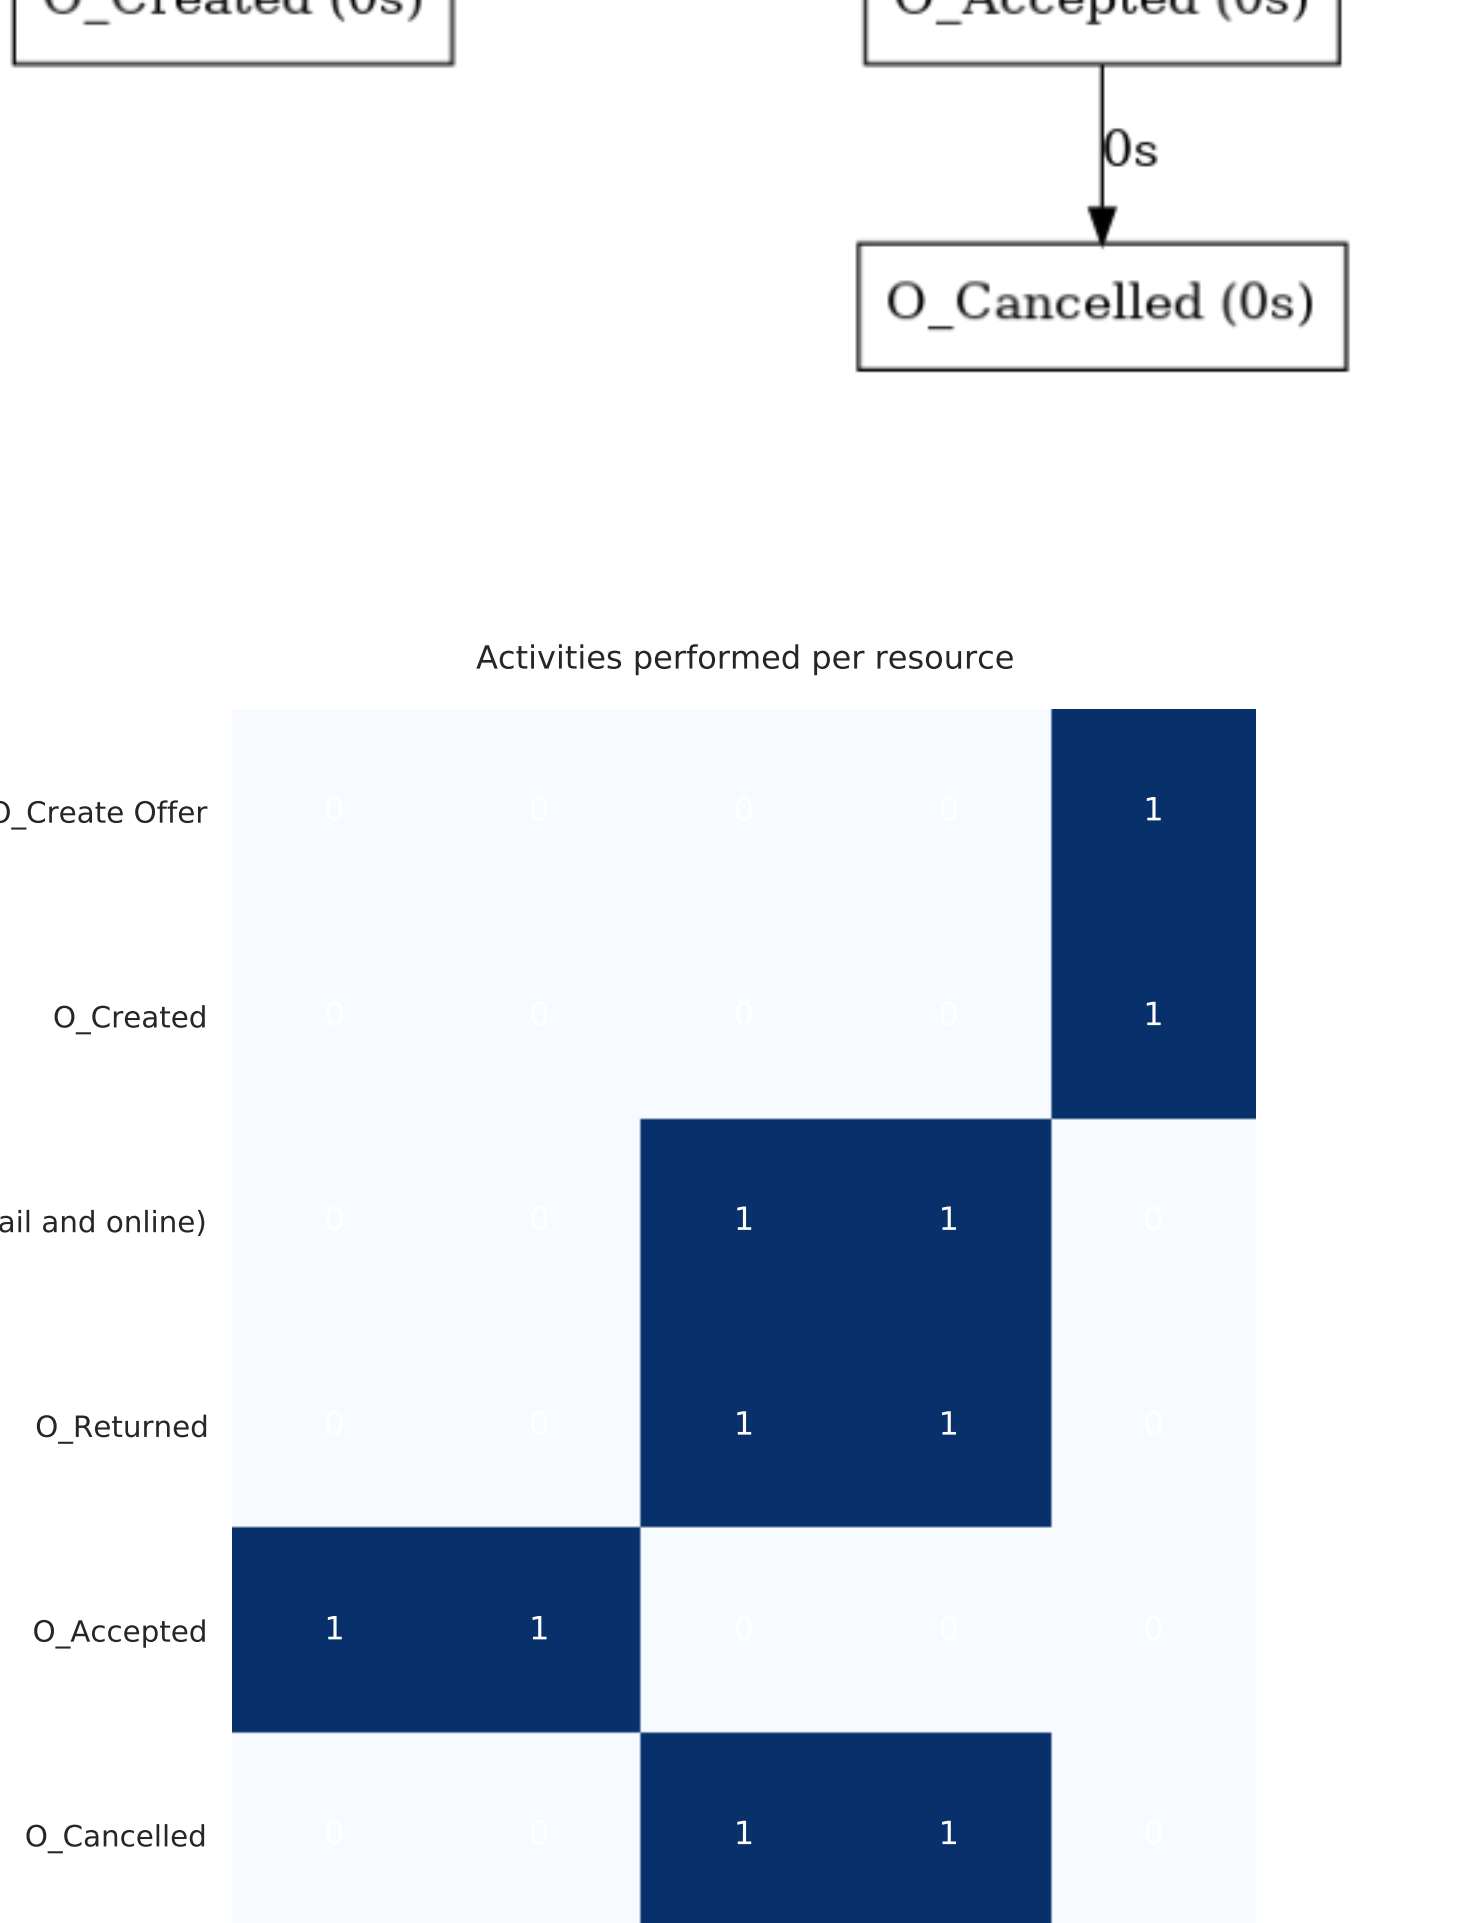 O_Created (0s)
O_Accepted (0s)
0s
O_Cancelled (0s)
Activities performed per resource
O_Create Offer 0 0 0 0 1
O_Created 0 0 0 0 1
ail and online) 0 0 1 1 0
O_Returned 0 0 1 1 0
O_Accepted 1 1 0 0 0
O_Cancelled 0 0 1 1 0